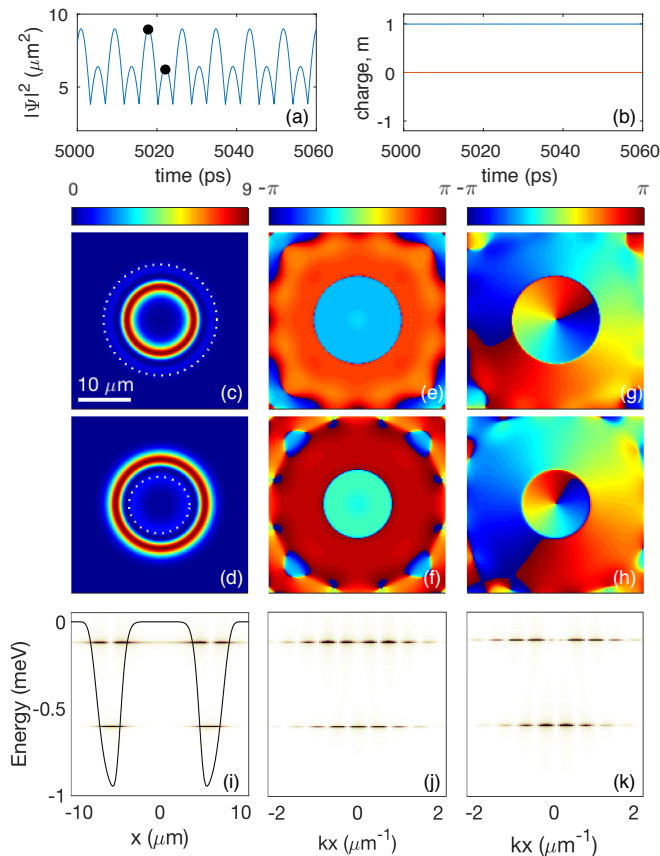 10
5
|Ψ|² (μm²)
(a)
5000 5020 5040 5060
time (ps)
1
0
-1
charge, m
(b)
5000 5020 5040 5060
time (ps)
0 9
-π π
-π π
10 μm
(c)
(e)
(g)
(d)
(f)
(h)
0
-0.5
-1
Energy (meV)
(i)
(j)
(k)
-10 0 10
x (μm)
-2 0 2
kx (μm⁻¹)
-2 0 2
kx (μm⁻¹)